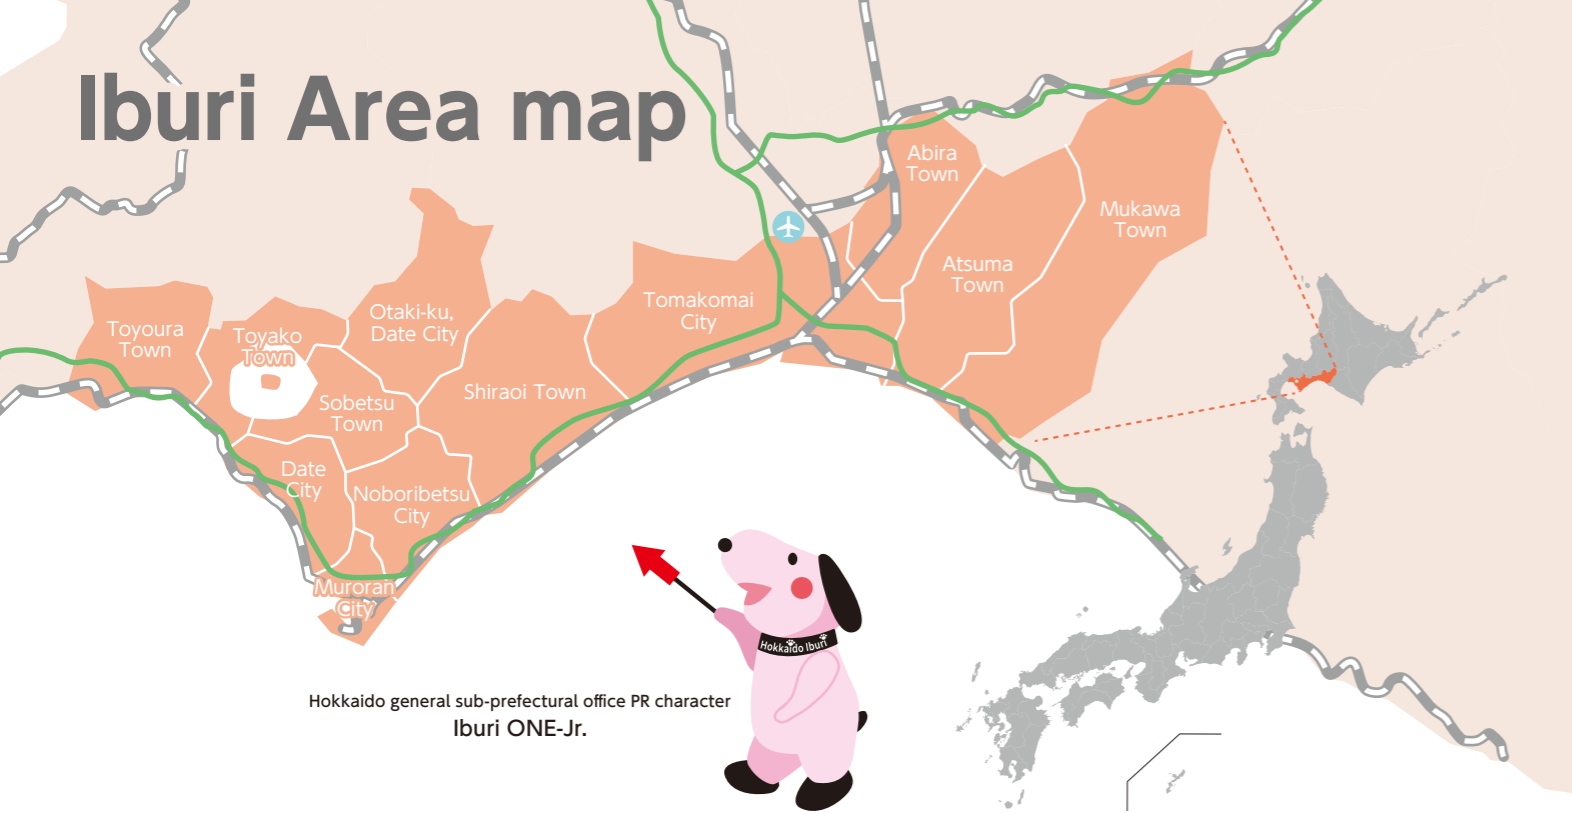 Iburi Area map
Abira
Town
Mukawa
Town
Atsuma
Town
Tomakomai
City
Otaki-ku,
Date City
Toyoura
Town
Toyako
Town
Shiraoi Town
Sobetsu
Town
Date
City
Noboribetsu
City
Muroran
City
Hokkaido Iburi
Hokkaido general sub-prefectural office PR character
Iburi ONE-Jr.